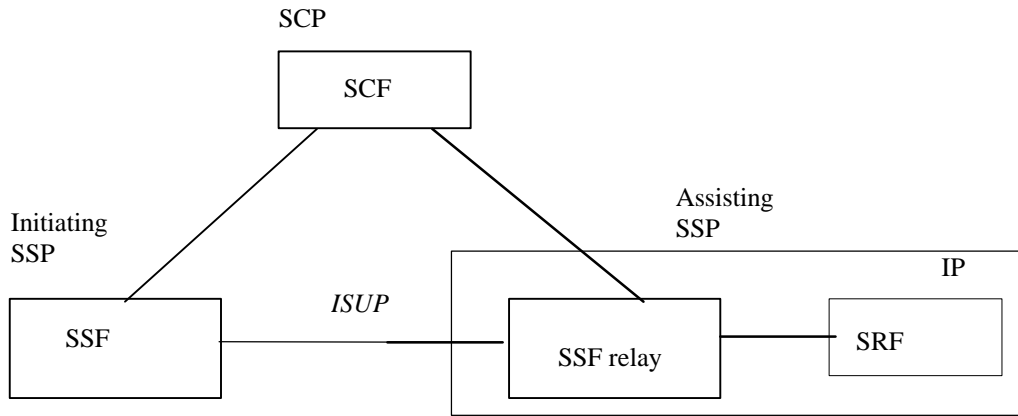 SCP
SCF
Initiating
SSP
Assisting
SSP
IP
ISUP
SSF
SSF relay
SRF